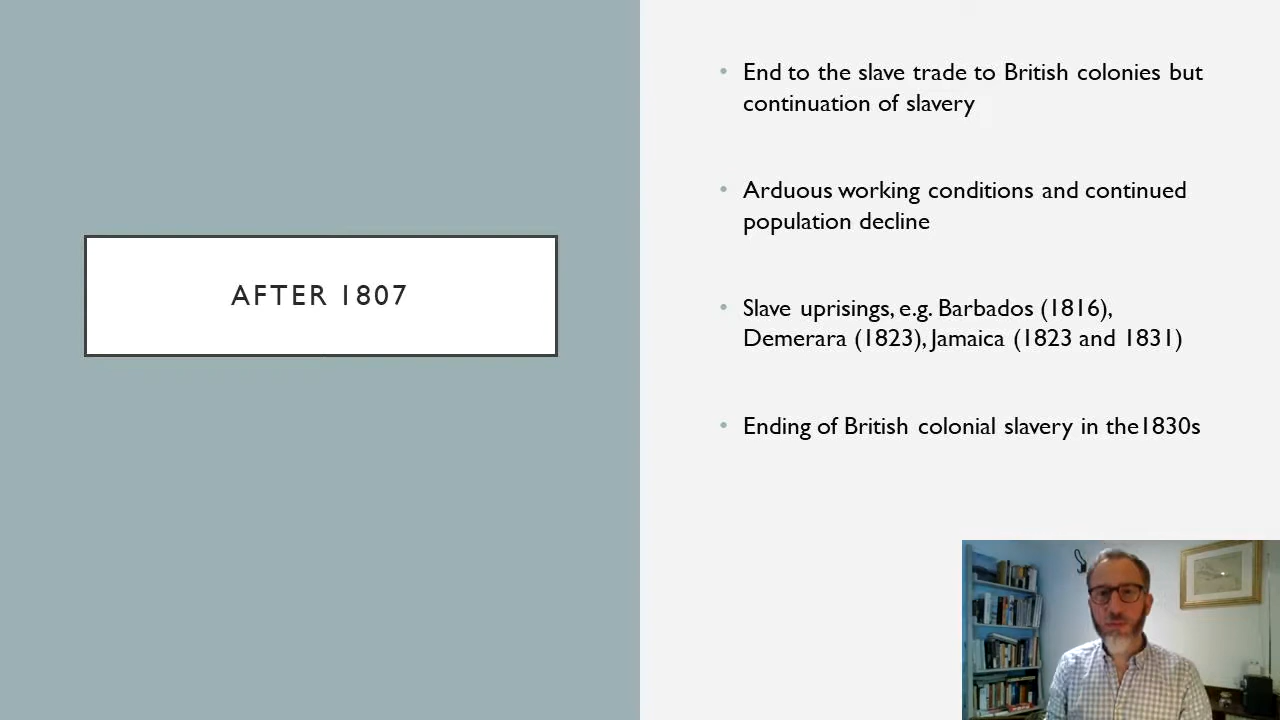 AFTER 1807
• End to the slave trade to British colonies but
continuation of slavery
• Arduous working conditions and continued
population decline
• Slave uprisings, e.g. Barbados (1816),
Demerara (1823), Jamaica (1823 and 1831)
• Ending of British colonial slavery in the1830s